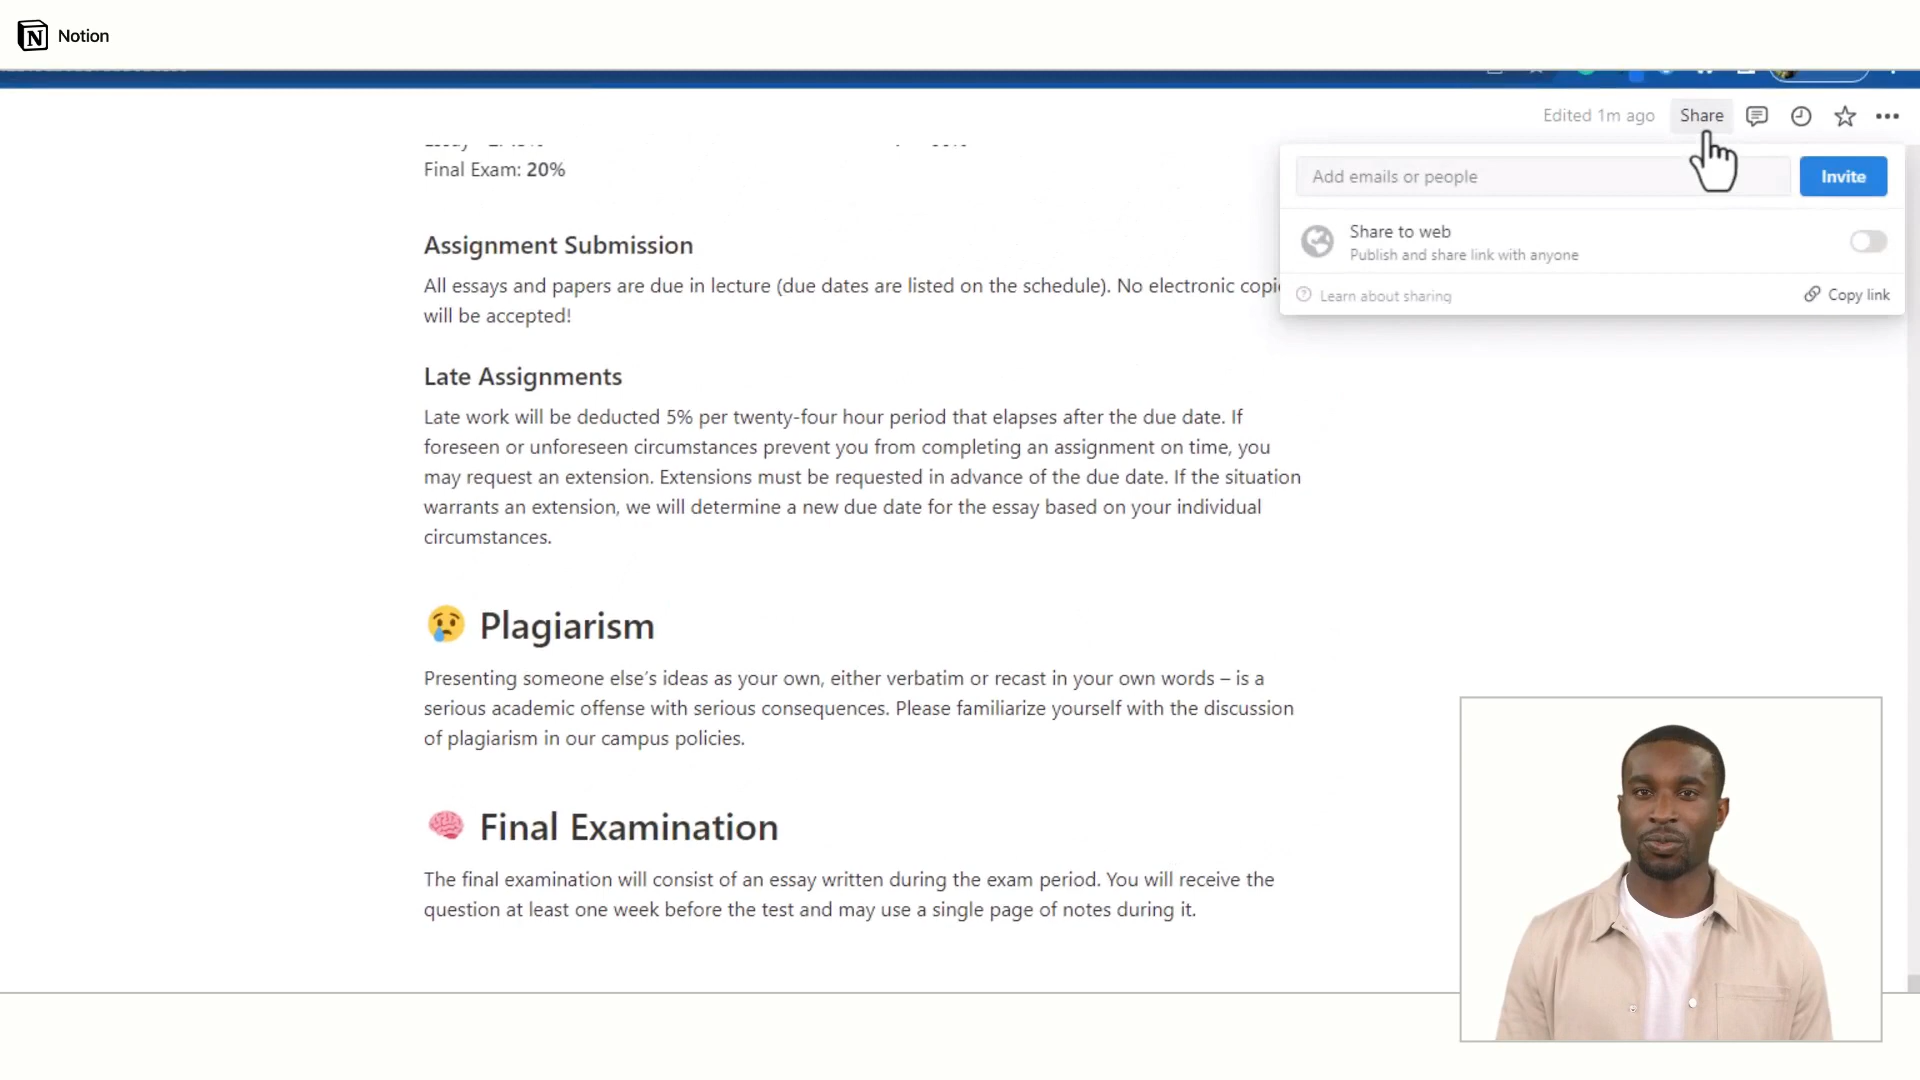 Notion
Edited 1m ago
Share
Final Exam: 20%
Add emails or people
Invite
Share to web
Publish and share link with anyone
Learn about sharing
Copy link
Assignment Submission
All essays and papers are due in lecture (due dates are listed on the schedule). No electronic
will be accepted!
Late Assignments
Late work will be deducted 5% per twenty-four hour period that elapses after the due date. If
foreseen or unforeseen circumstances prevent you from completing an assignment on time, you
may request an extension. Extensions must be requested in advance of the due date. If the situation
warrants an extension, we will determine a new due date for the essay based on your individual
circumstances.
Plagiarism
Presenting someone else's ideas as your own, either verbatim or recast in your own words – is a
serious academic offense with serious consequences. Please familiarize yourself with the discussion
of plagiarism in our campus policies.
Final Examination
The final examination will consist of an essay written during the exam period. You will receive the
question at least one week before the test and may use a single page of notes during it.